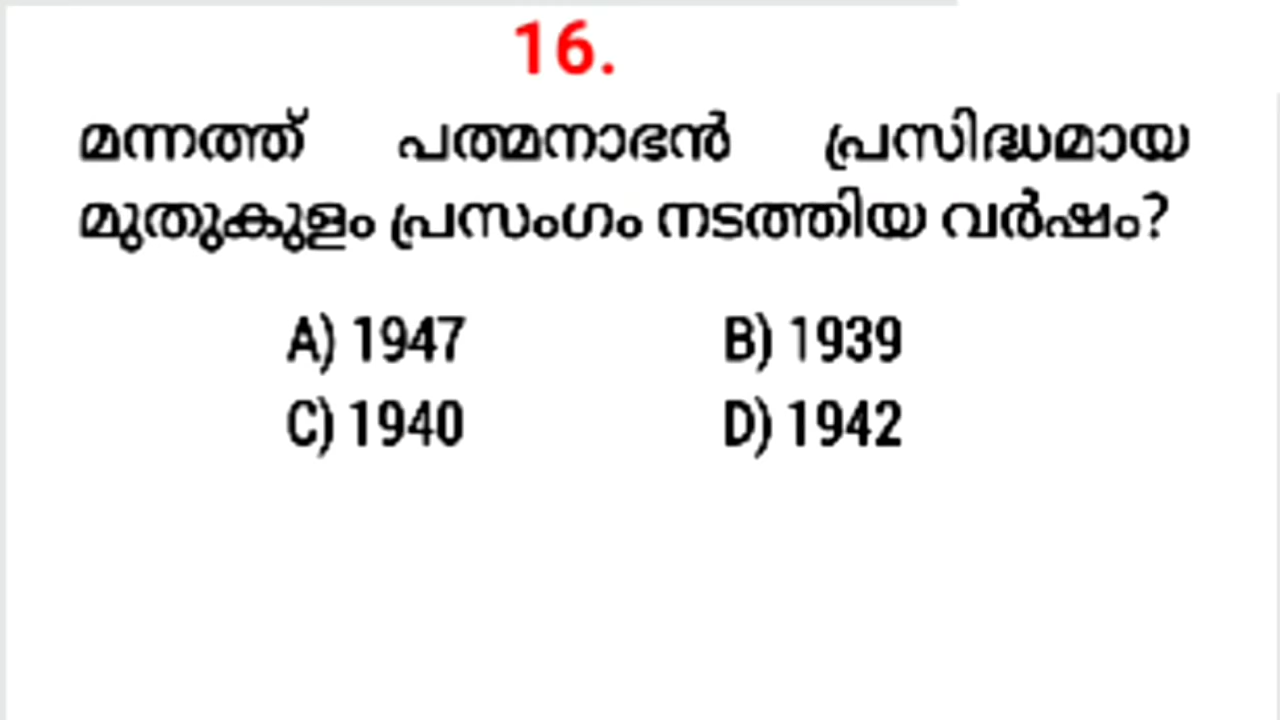 16.
മന്നത്ത് പത്മനാഭൻ പ്രസിദ്ധമായ
മുതുകുളം പ്രസംഗം നടത്തിയ വർഷം?
A) 1947 B) 1939
C) 1940 D) 1942